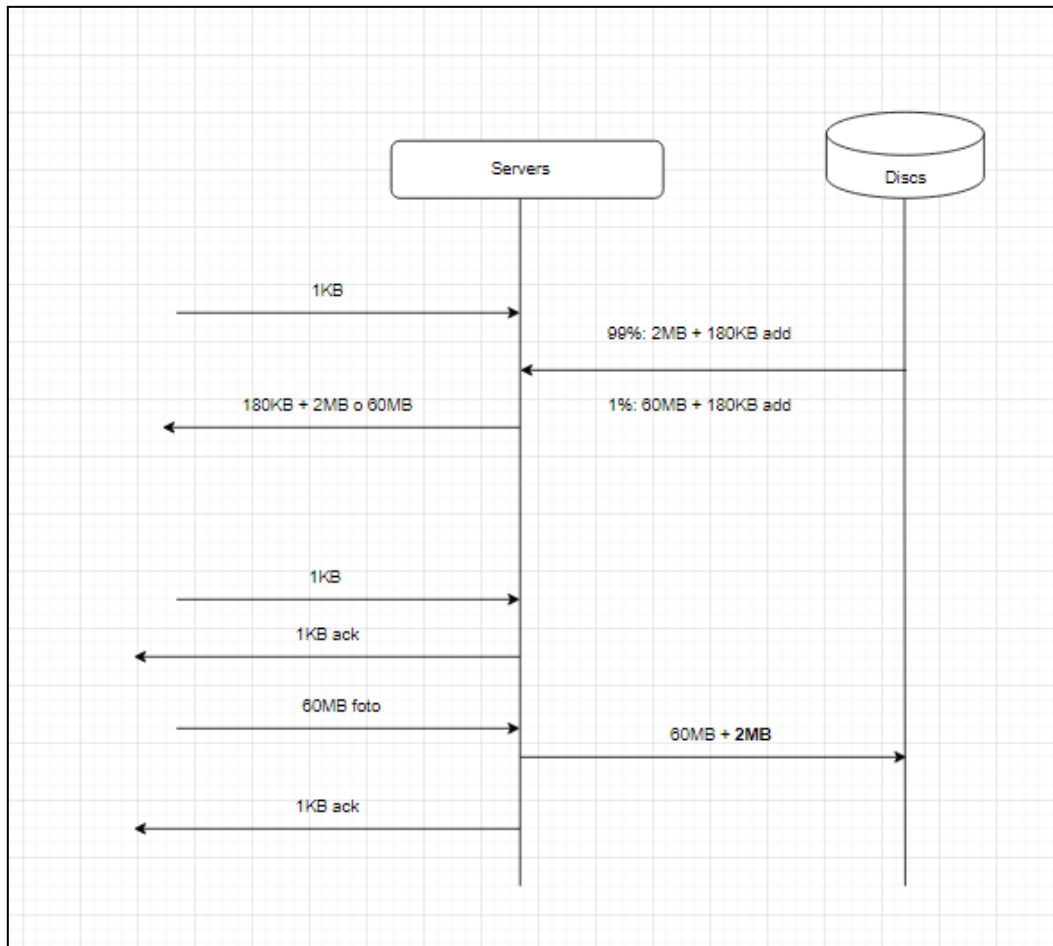 Servers
Discs
1KB
99%: 2MB + 180KB add
180KB + 2MB o 60MB
1%: 60MB + 180KB add
1KB
1KB ack
60MB foto
60MB + 2MB
1KB ack